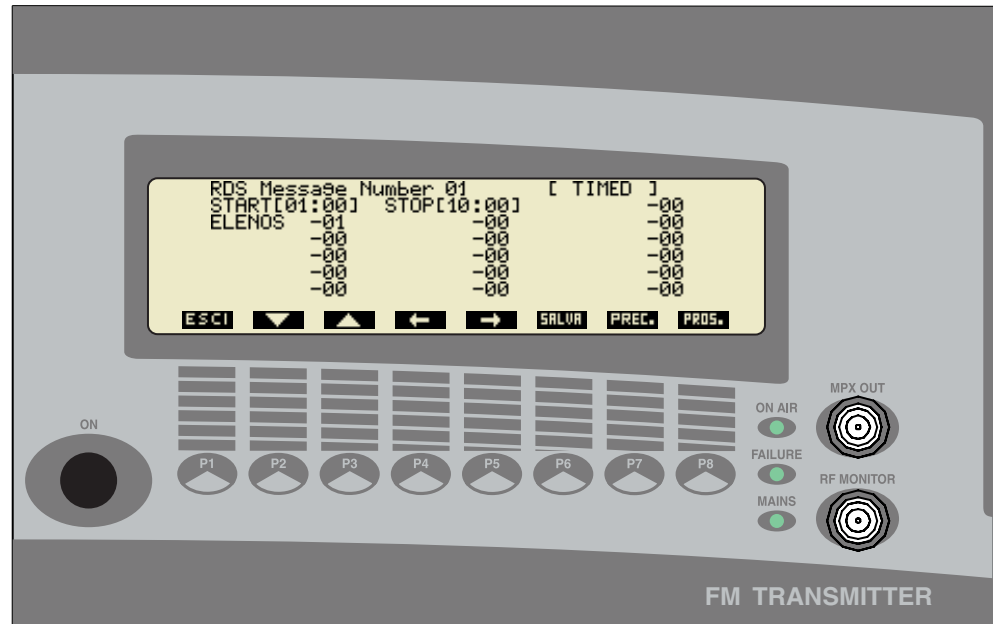 RDS Message Number 01 [ TIMED ]
START[01:00] STOP[10:00] -00
ELENOS -01 -00 -00
-00 -00 -00
-00 -00 -00
-00 -00 -00
-00 -00 -00
ESCI SALVA PREC. PROS.
MPX OUT
ON AIR
ON
P1 P2 P3 P4 P5 P6 P7 P8
FAILURE
RF MONITOR
MAINS
FM TRANSMITTER